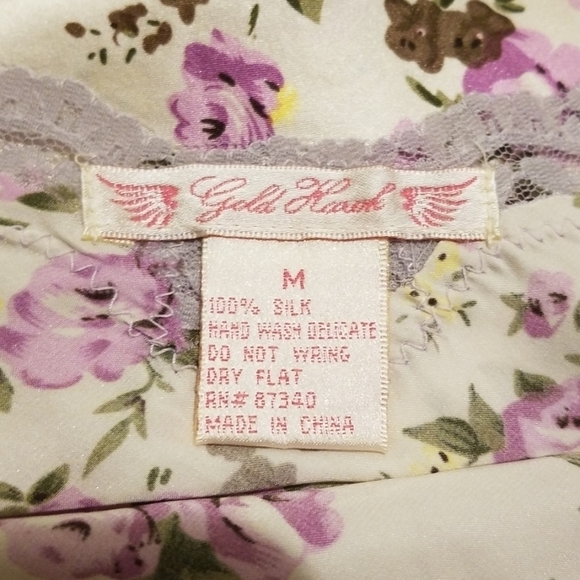 Gold Hawk
M
100% SILK
HAND WASH DELICATE
DO NOT WRING
DRY FLAT
RN# 87340
MADE IN CHINA